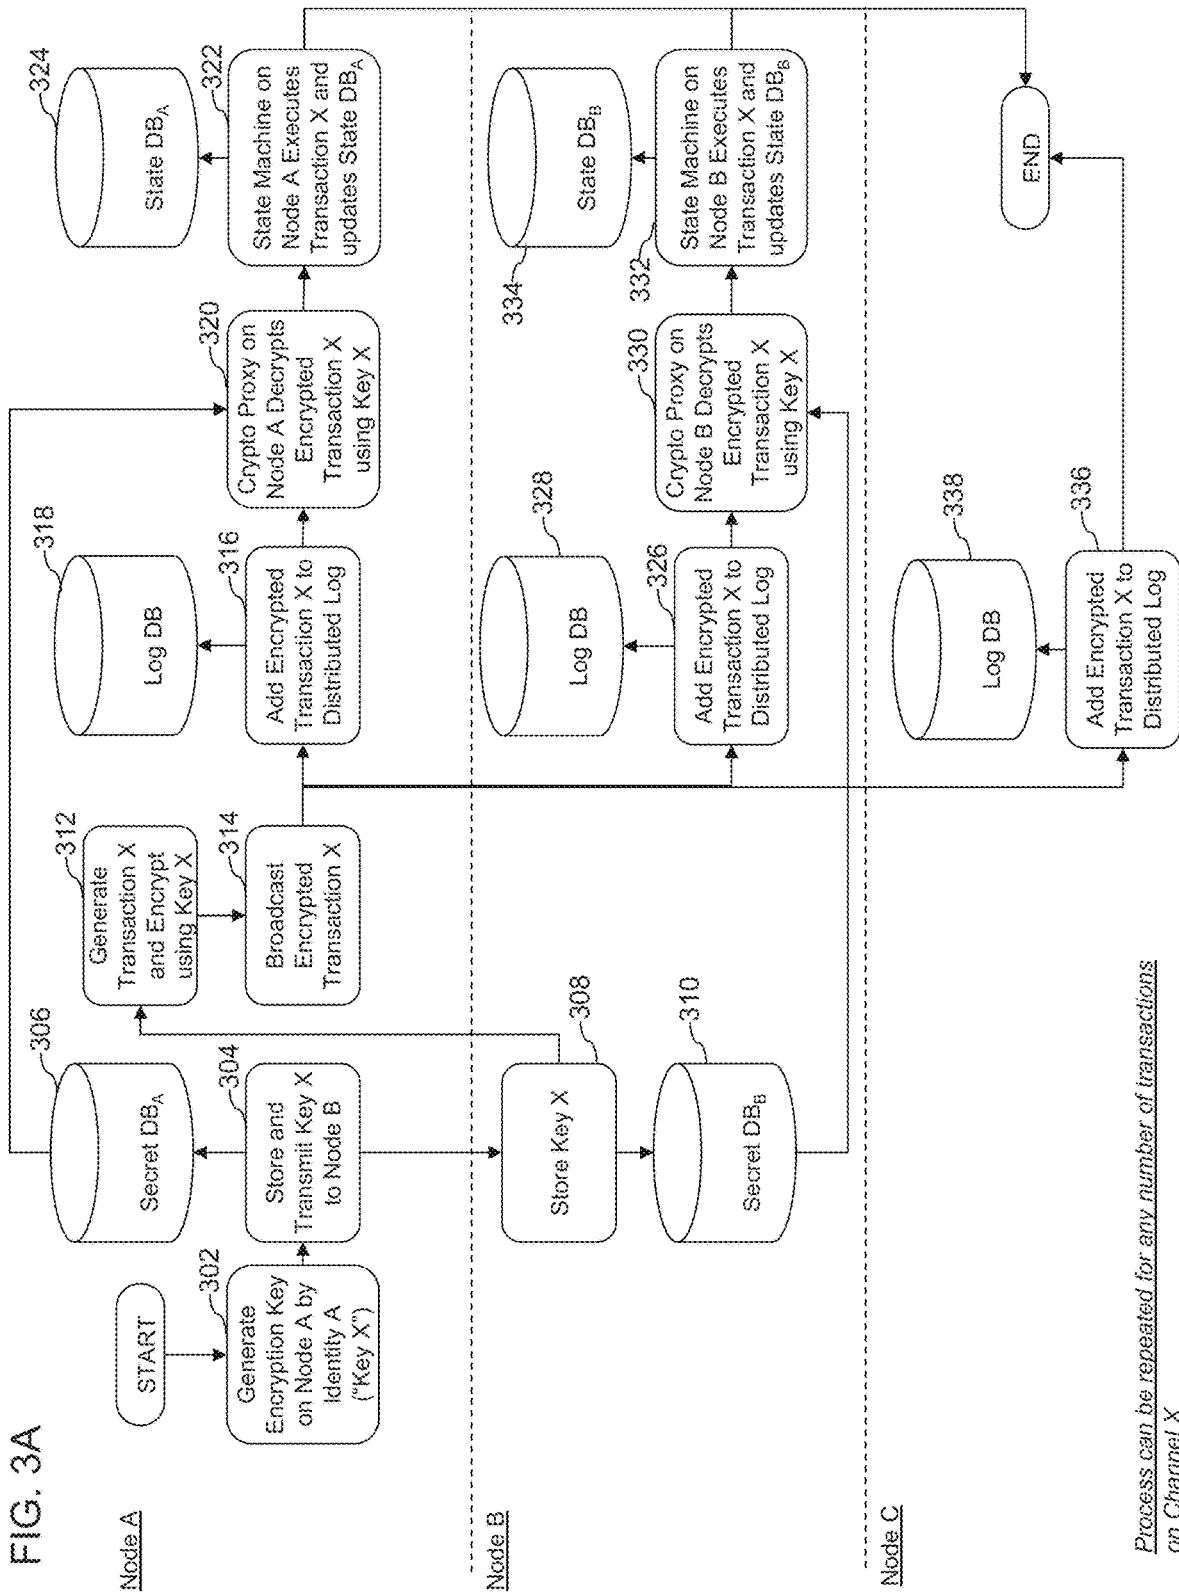 FIG. 3A
Node A
START
302
Generate
Encryption Key
on Node A by
Identity A
("Key X")
304
Store and
Transmit Key X
to Node B
306
Secret DBA
312
Generate
Transaction X
and Encrypt
using Key X
314
Broadcast
Encrypted
Transaction X
316
Add Encrypted
Transaction X to
Distributed Log
318
Log DB
320
Crypto Proxy on
Node A Decrypts
Encrypted
Transaction X
using Key X
322
State Machine on
Node A Executes
Transaction X and
updates State DBA
324
State DBA
Node B
308
Store Key X
310
Secret DBB
326
Add Encrypted
Transaction X to
Distributed Log
328
Log DB
330
Crypto Proxy on
Node B Decrypts
Encrypted
Transaction X
using Key X
332
State Machine on
Node B Executes
Transaction X and
updates State DBB
334
State DBB
Node C
336
Add Encrypted
Transaction X to
Distributed Log
338
Log DB
END
Process can be repeated for any number of transactions
on Channel X